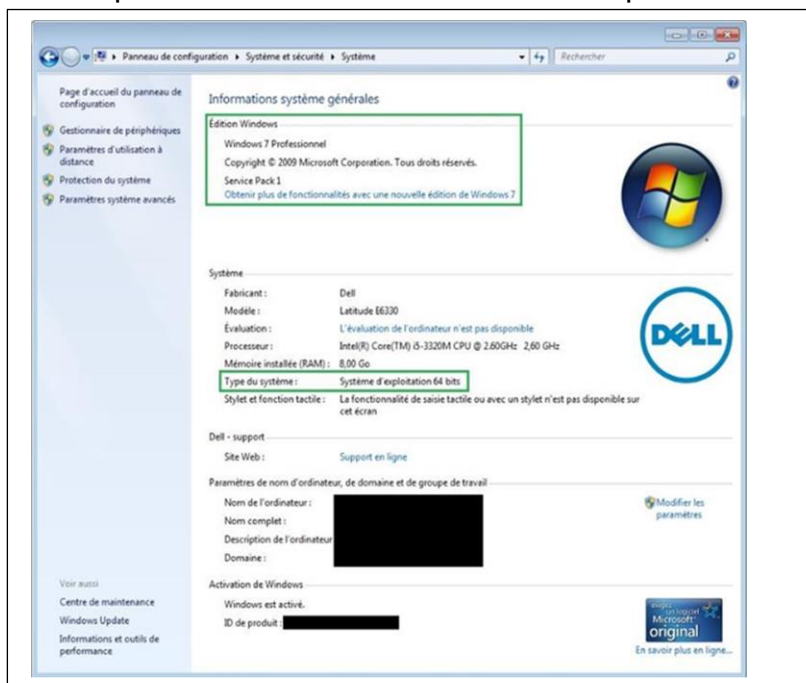 Panneau de configuration ▸ Système et sécurité ▸ Système
Rechercher
Page d'accueil du panneau de
configuration
Gestionnaire de périphériques
Paramètres d'utilisation à
distance
Protection du système
Paramètres système avancés
Informations système générales
Édition Windows
Windows 7 Professionnel
Copyright © 2009 Microsoft Corporation. Tous droits réservés.
Service Pack 1
Obtenir plus de fonctionnalités avec une nouvelle édition de Windows 7
Système
Fabricant : Dell
Modèle : Latitude E6330
Évaluation : L'évaluation de l'ordinateur n'est pas disponible
Processeur : Intel(R) Core(TM) i5-3320M CPU @ 2.60GHz 2,60 GHz
Mémoire installée (RAM) : 8,00 Go
Type du système : Système d'exploitation 64 bits
Stylet et fonction tactile : La fonctionnalité de saisie tactile ou avec un stylet n'est pas disponible sur
cet écran
DELL
Dell - support
Site Web : Support en ligne
Paramètres de nom d'ordinateur, de domaine et de groupe de travail
Nom de l'ordinateur :
Nom complet :
Description de l'ordinateur
Domaine :
Modifier les
paramètres
Activation de Windows
Windows est activé.
ID de produit :
exigez
un logiciel
Microsoft
original
En savoir plus en ligne...
Voir aussi
Centre de maintenance
Windows Update
Informations et outils de
performance